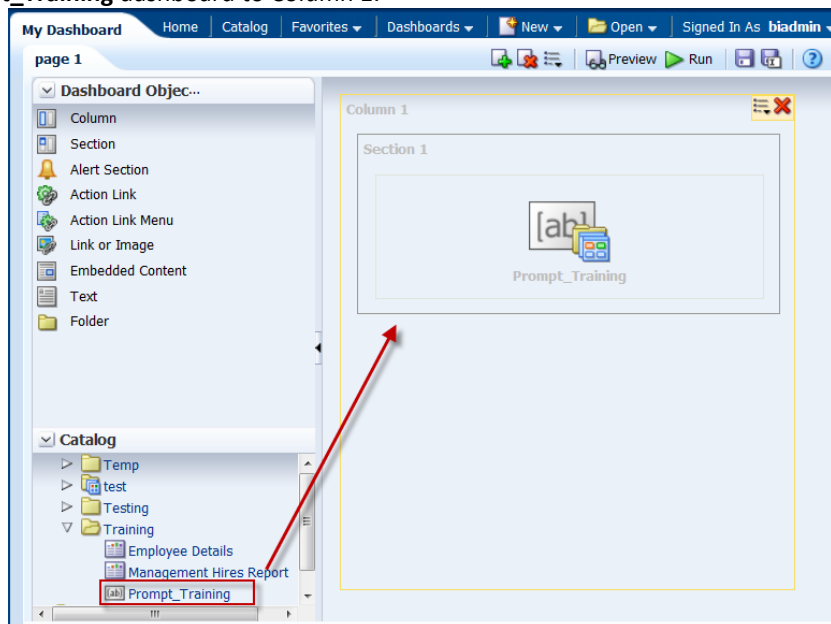 t_Training dashboard to Column 1.
My Dashboard Home Catalog Favorites Dashboards New Open Signed In As biadmin
page 1 Preview Run
Dashboard Objec...
Column
Section
Alert Section
Action Link
Action Link Menu
Link or Image
Embedded Content
Text
Folder
Catalog
Temp
test
Testing
Training
Employee Details
Management Hires Report
[ab] Prompt_Training
Column 1
Section 1
[ab]
Prompt_Training